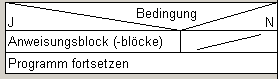 Bedingung
J N
Anweisungsblock (-blöcke)
Programm fortsetzen